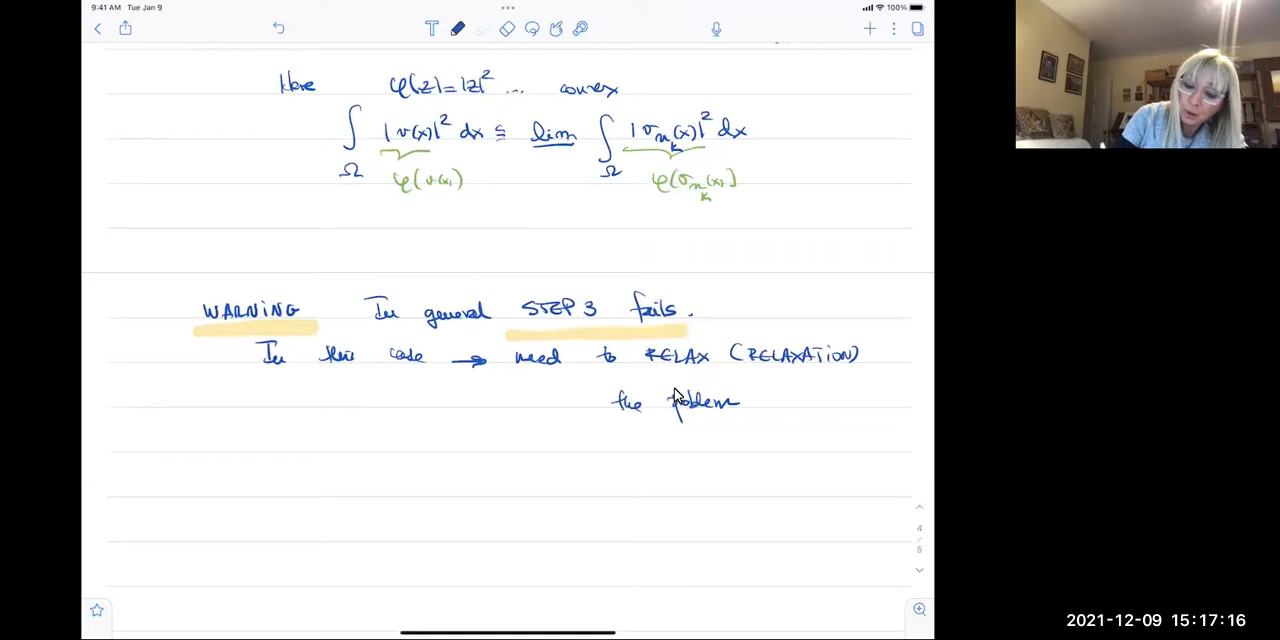 9:41 AM Tue Jan 9
100%
Here φ(z)=|z|² ... convex
∫_Ω |v(x)|² dx ≤ lim ∫_Ω |v_{n_k}(x)|² dx
φ(v(x)) φ(v_{n_k}(x))
WARNING In general STEP 3 fails.
In this case → need to RELAX (RELAXATION)
the problem
4
5
2021-12-09 15:17:16